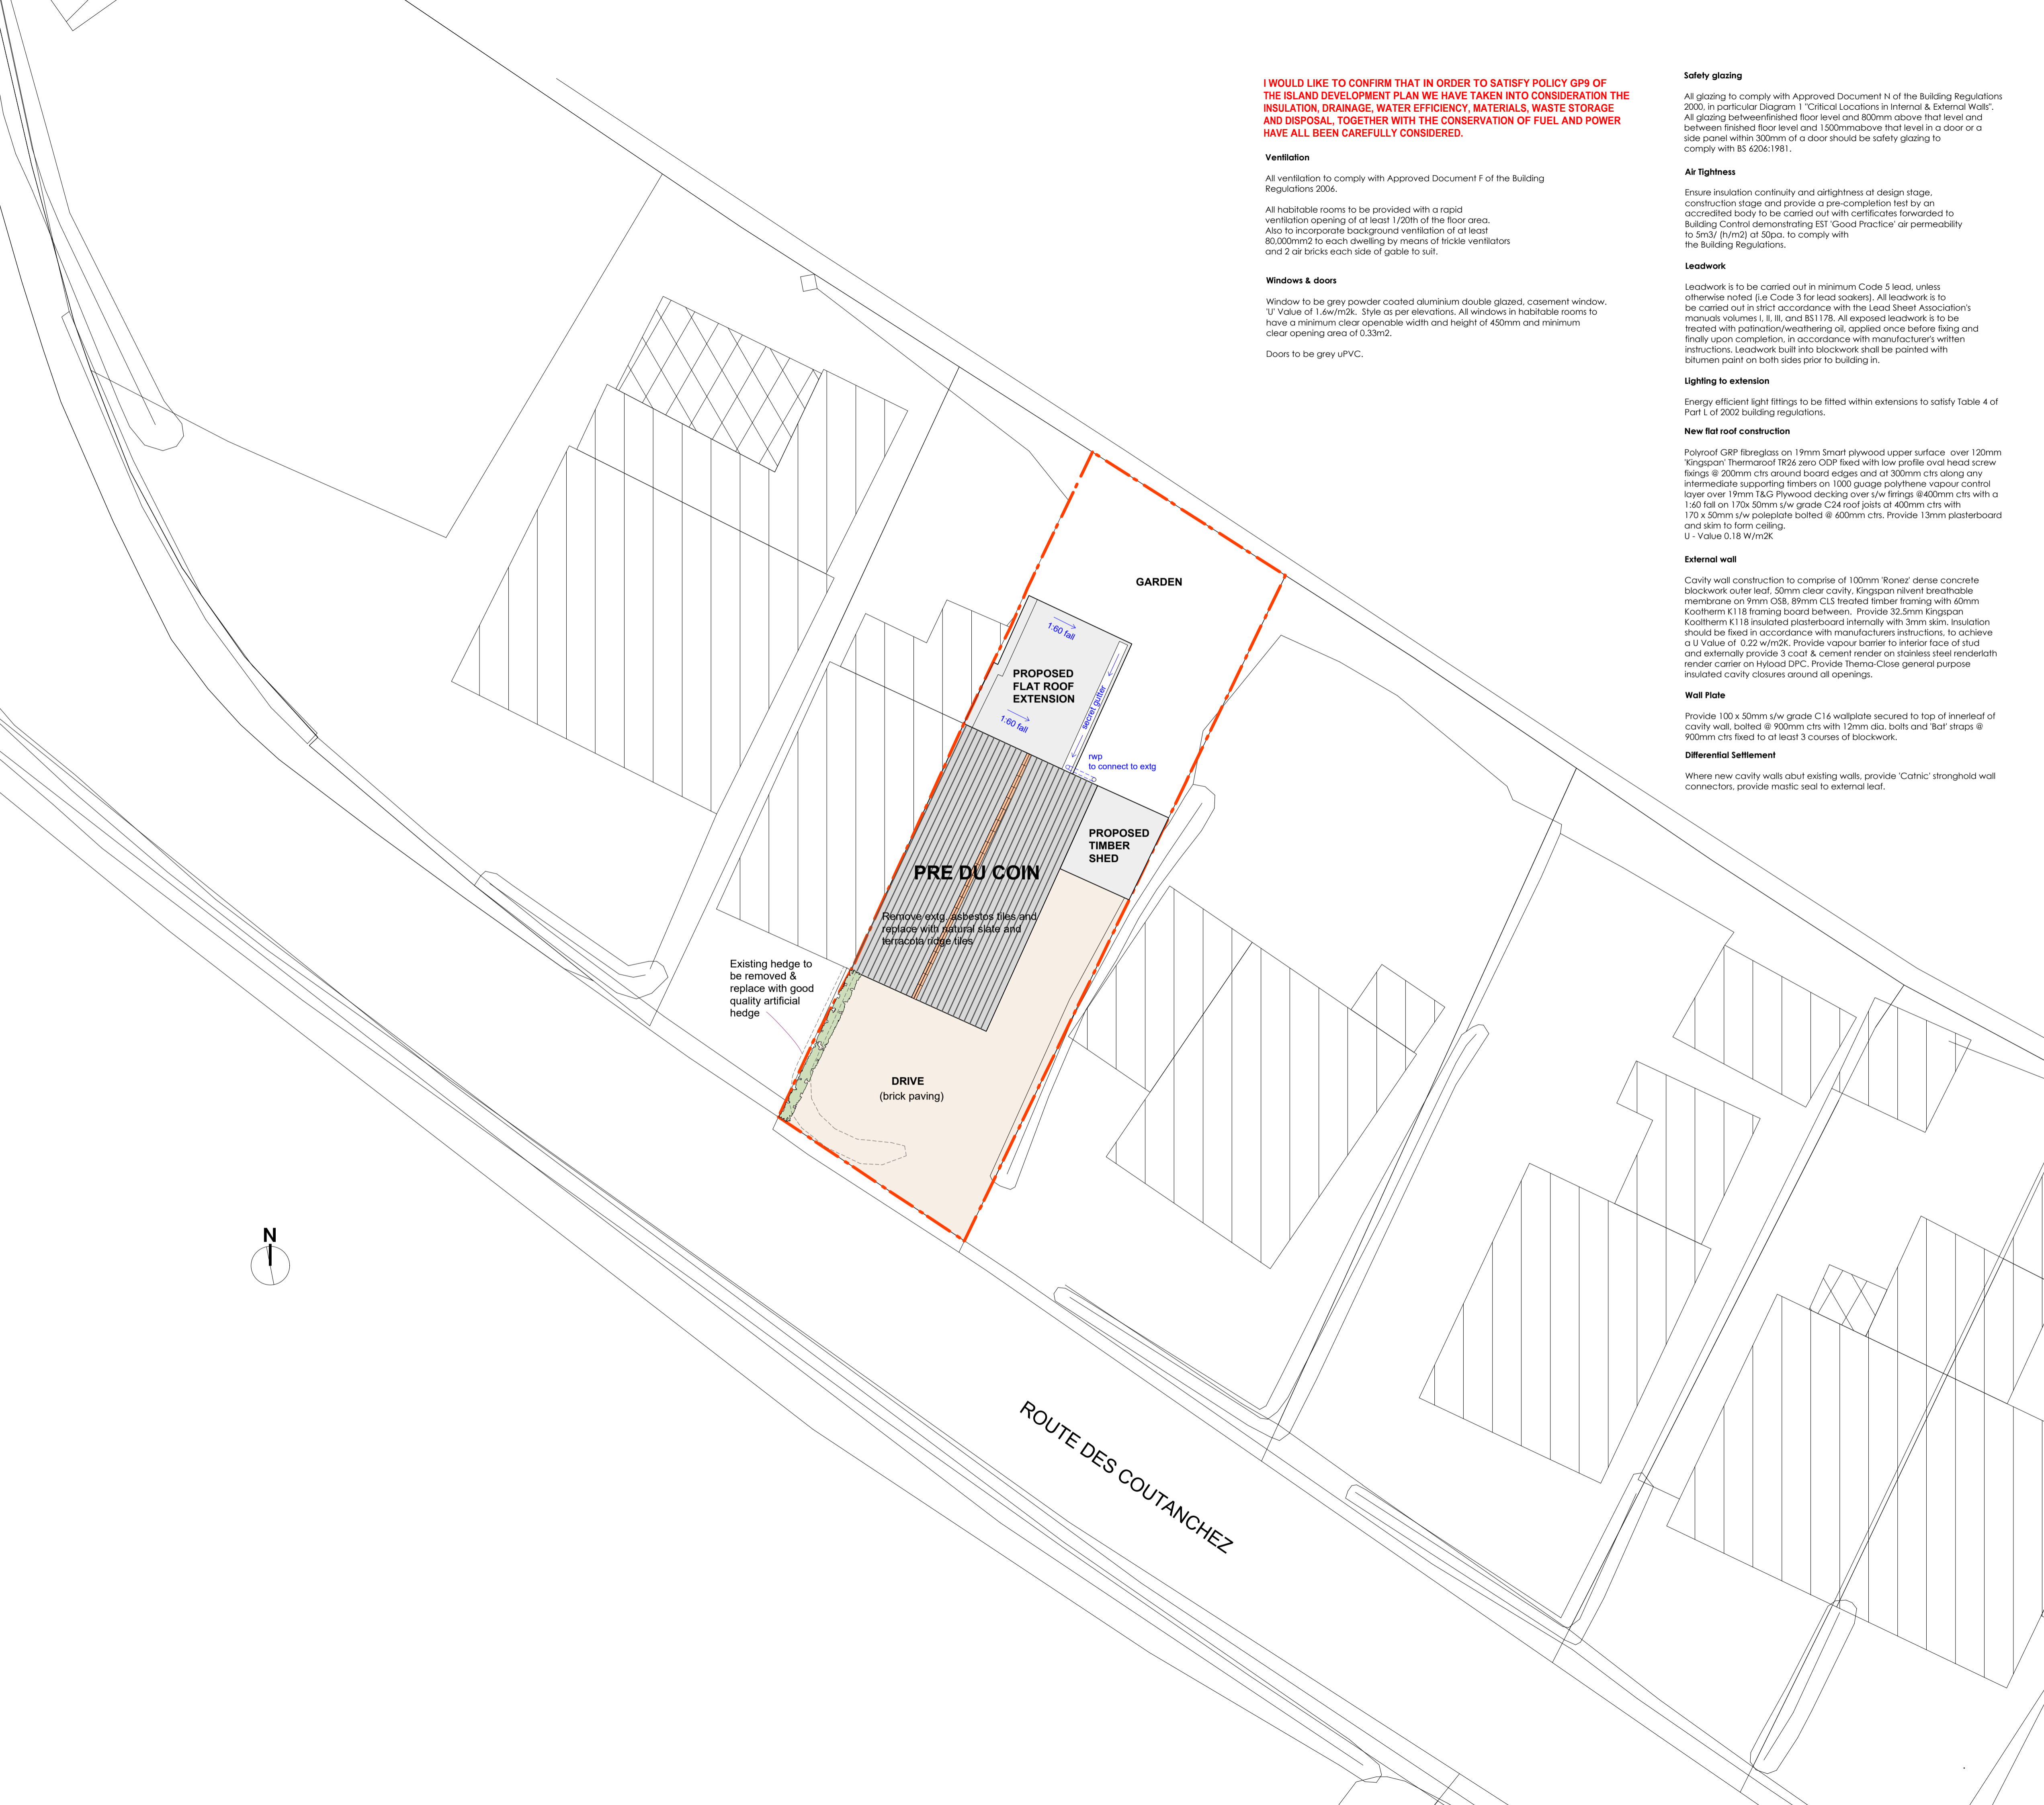 I WOULD LIKE TO CONFIRM THAT IN ORDER TO SATISFY POLICY GP9 OF
THE ISLAND DEVELOPMENT PLAN WE HAVE TAKEN INTO CONSIDERATION THE
INSULATION, DRAINAGE, WATER EFFICIENCY, MATERIALS, WASTE STORAGE
AND DISPOSAL, TOGETHER WITH THE CONSERVATION OF FUEL AND POWER
HAVE ALL BEEN CAREFULLY CONSIDERED.
Ventilation
All ventilation to comply with Approved Document F of the Building
Regulations 2006.
All habitable rooms to be provided with a rapid
ventilation opening of at least 1/20th of the floor area.
Also to incorporate background ventilation of at least
80,000mm2 to each dwelling by means of trickle ventilators
and 2 air bricks each side of gable to suit.
Windows & doors
Window to be grey powder coated aluminium double glazed, casement window.
'U' Value of 1.6w/m2k.  Style as per elevations. All windows in habitable rooms to
have a minimum clear openable width and height of 450mm and minimum
clear opening area of 0.33m2.
Doors to be grey uPVC.
Safety glazing
All glazing to comply with Approved Document N of the Building Regulations
2000, in particular Diagram 1 "Critical Locations in Internal & External Walls".
All glazing betweenfinished floor level and 800mm above that level and
between finished floor level and 1500mmabove that level in a door or a
side panel within 300mm of a door should be safety glazing to
comply with BS 6206:1981.
Air Tightness
Ensure insulation continuity and airtightness at design stage,
construction stage and provide a pre-completion test by an
accredited body to be carried out with certificates forwarded to
Building Control demonstrating EST 'Good Practice' air permeability
to 5m3/ (h/m2) at 50pa. to comply with
the Building Regulations.
Leadwork
Leadwork is to be carried out in minimum Code 5 lead, unless
otherwise noted (i.e Code 3 for lead soakers). All leadwork is to
be carried out in strict accordance with the Lead Sheet Association's
manuals volumes I, II, III, and BS1178. All exposed leadwork is to be
treated with patination/weathering oil, applied once before fixing and
finally upon completion, in accordance with manufacturer's written
instructions. Leadwork built into blockwork shall be painted with
bitumen paint on both sides prior to building in.
Lighting to extension
Energy efficient light fittings to be fitted within extensions to satisfy Table 4 of
Part L of 2002 building regulations.
New flat roof construction
Polyroof GRP fibreglass on 19mm Smart plywood upper surface  over 120mm
'Kingspan' Thermaroof TR26 zero ODP fixed with low profile oval head screw
fixings @ 200mm ctrs around board edges and at 300mm ctrs along any
intermediate supporting timbers on 1000 guage polythene vapour control
layer over 19mm T&G Plywood decking over s/w firrings @400mm ctrs with a
1:60 fall on 170x 50mm s/w grade C24 roof joists at 400mm ctrs with
170 x 50mm s/w poleplate bolted @ 600mm ctrs. Provide 13mm plasterboard
and skim to form ceiling.
U - Value 0.18 W/m2K
External wall
Cavity wall construction to comprise of 100mm 'Ronez' dense concrete
blockwork outer leaf, 50mm clear cavity, Kingspan nilvent breathable
membrane on 9mm OSB, 89mm CLS treated timber framing with 60mm
Kootherm K118 framing board between.  Provide 32.5mm Kingspan
Kooltherm K118 insulated plasterboard internally with 3mm skim. Insulation
should be fixed in accordance with manufacturers instructions, to achieve
a U Value of  0.22 w/m2K. Provide vapour barrier to interior face of stud
and externally provide 3 coat & cement render on stainless steel renderlath
render carrier on Hyload DPC. Provide Thema-Close general purpose
insulated cavity closures around all openings.
Wall Plate
Provide 100 x 50mm s/w grade C16 wallplate secured to top of innerleaf of
cavity wall, bolted @ 900mm ctrs with 12mm dia. bolts and 'Bat' straps @
900mm ctrs fixed to at least 3 courses of blockwork.
Differential Settlement
Where new cavity walls abut existing walls, provide 'Catnic' stronghold wall
connectors, provide mastic seal to external leaf.
GARDEN
1:60 fall
PROPOSED
FLAT ROOF
EXTENSION
secret gutter
1:60 fall
rwp
to connect to extg
PROPOSED
TIMBER
SHED
PRE DU COIN
Remove extg. asbestos tiles and
replace with natural slate and
terracota ridge tiles
Existing hedge to
be removed &
replace with good
quality artificial
hedge
DRIVE
(brick paving)
N
ROUTE DES COUTANCHEZ